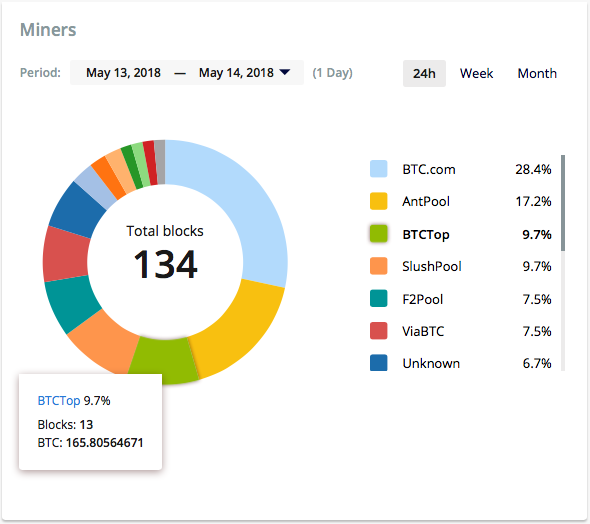 Miners
Period: May 13, 2018 — May 14, 2018 (1 Day) 24h Week Month
Total blocks
134
BTC.com 28.4%
AntPool 17.2%
BTCTop 9.7%
SlushPool 9.7%
F2Pool 7.5%
ViaBTC 7.5%
Unknown 6.7%
BTCTop 9.7%
Blocks: 13
BTC: 165.80564671